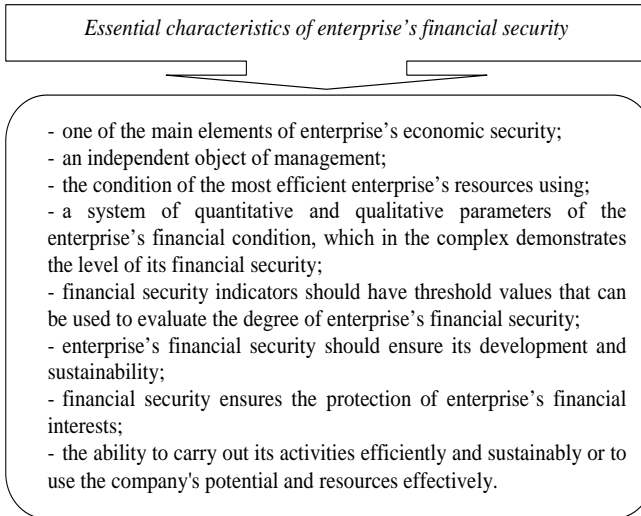 Essential characteristics of enterprise’s financial security
- one of the main elements of enterprise’s economic security;
- an independent object of management;
- the condition of the most efficient enterprise’s resources using;
- a system of quantitative and qualitative parameters of the
enterprise’s financial condition, which in the complex demonstrates
the level of its financial security;
- financial security indicators should have threshold values that can
be used to evaluate the degree of enterprise’s financial security;
- enterprise’s financial security should ensure its development and
sustainability;
- financial security ensures the protection of enterprise’s financial
interests;
- the ability to carry out its activities efficiently and sustainably or to
use the company's potential and resources effectively.